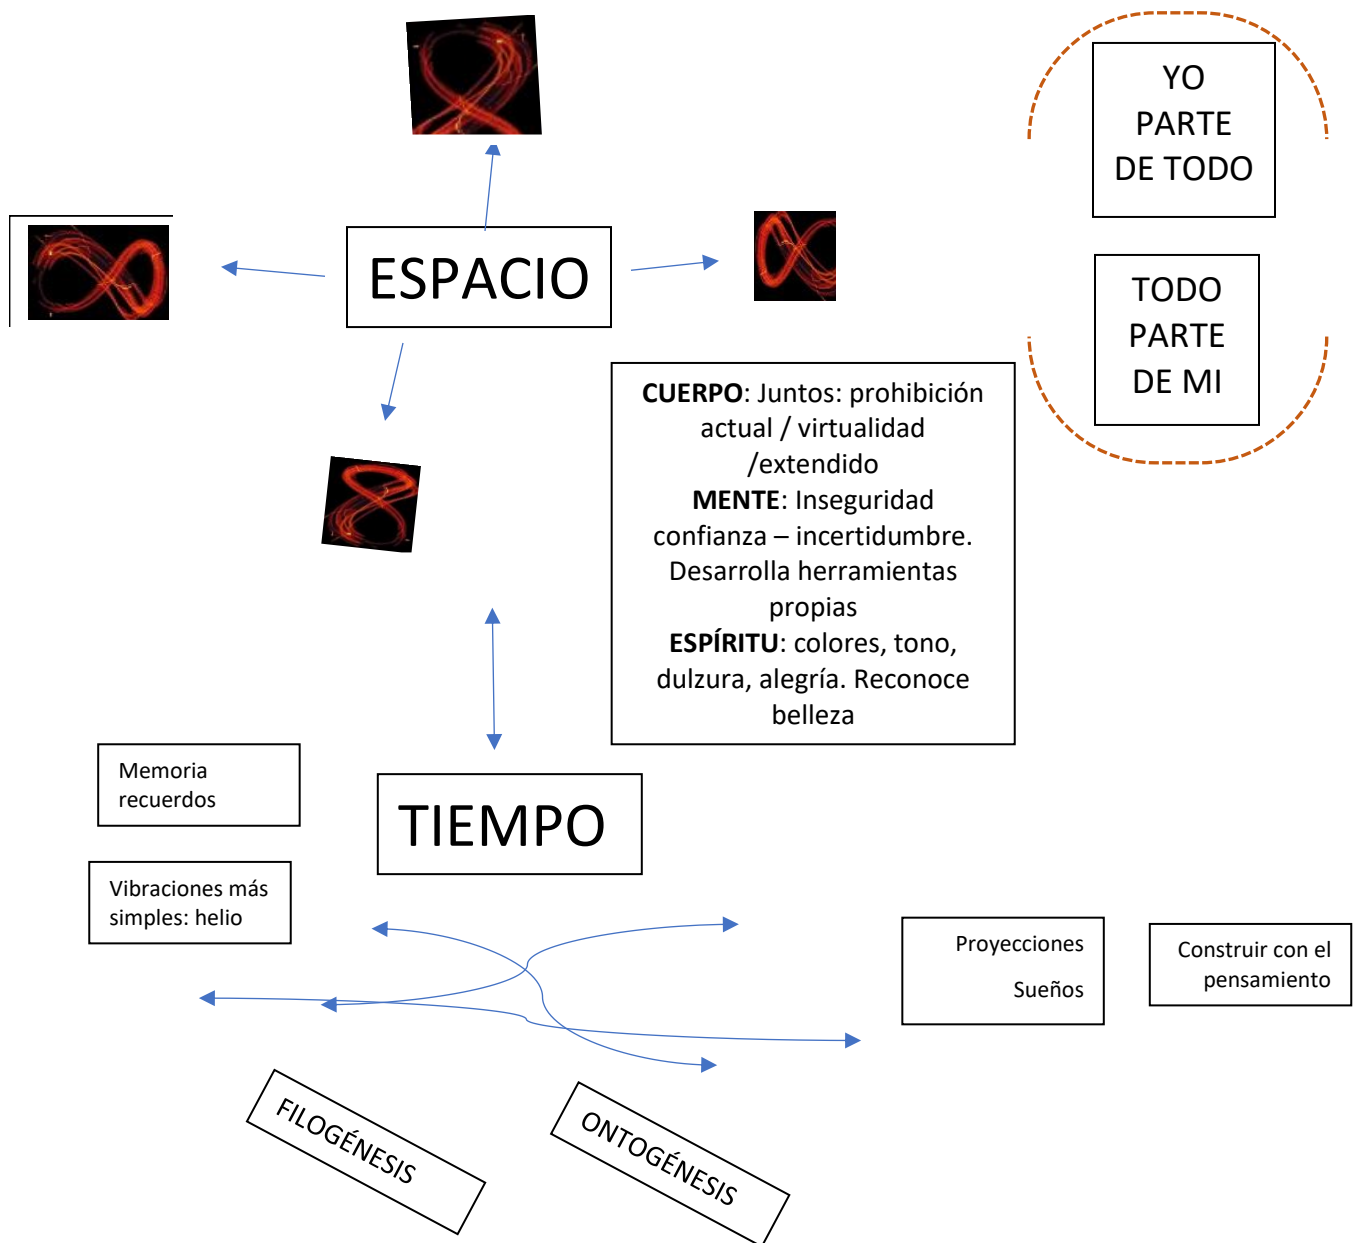 YO
PARTE
DE TODO
ESPACIO
TODO
PARTE
DE MI
CUERPO: Juntos: prohibición
actual / virtualidad
/extendido
MENTE: Inseguridad
confianza – incertidumbre.
Desarrolla herramientas
propias
ESPÍRITU: colores, tono,
dulzura, alegría. Reconoce
belleza
Memoria
recuerdos
TIEMPO
Vibraciones más
simples: helio
Proyecciones
Sueños
Construir con el
pensamiento
FILOGÉNESIS
ONTOGÉNESIS